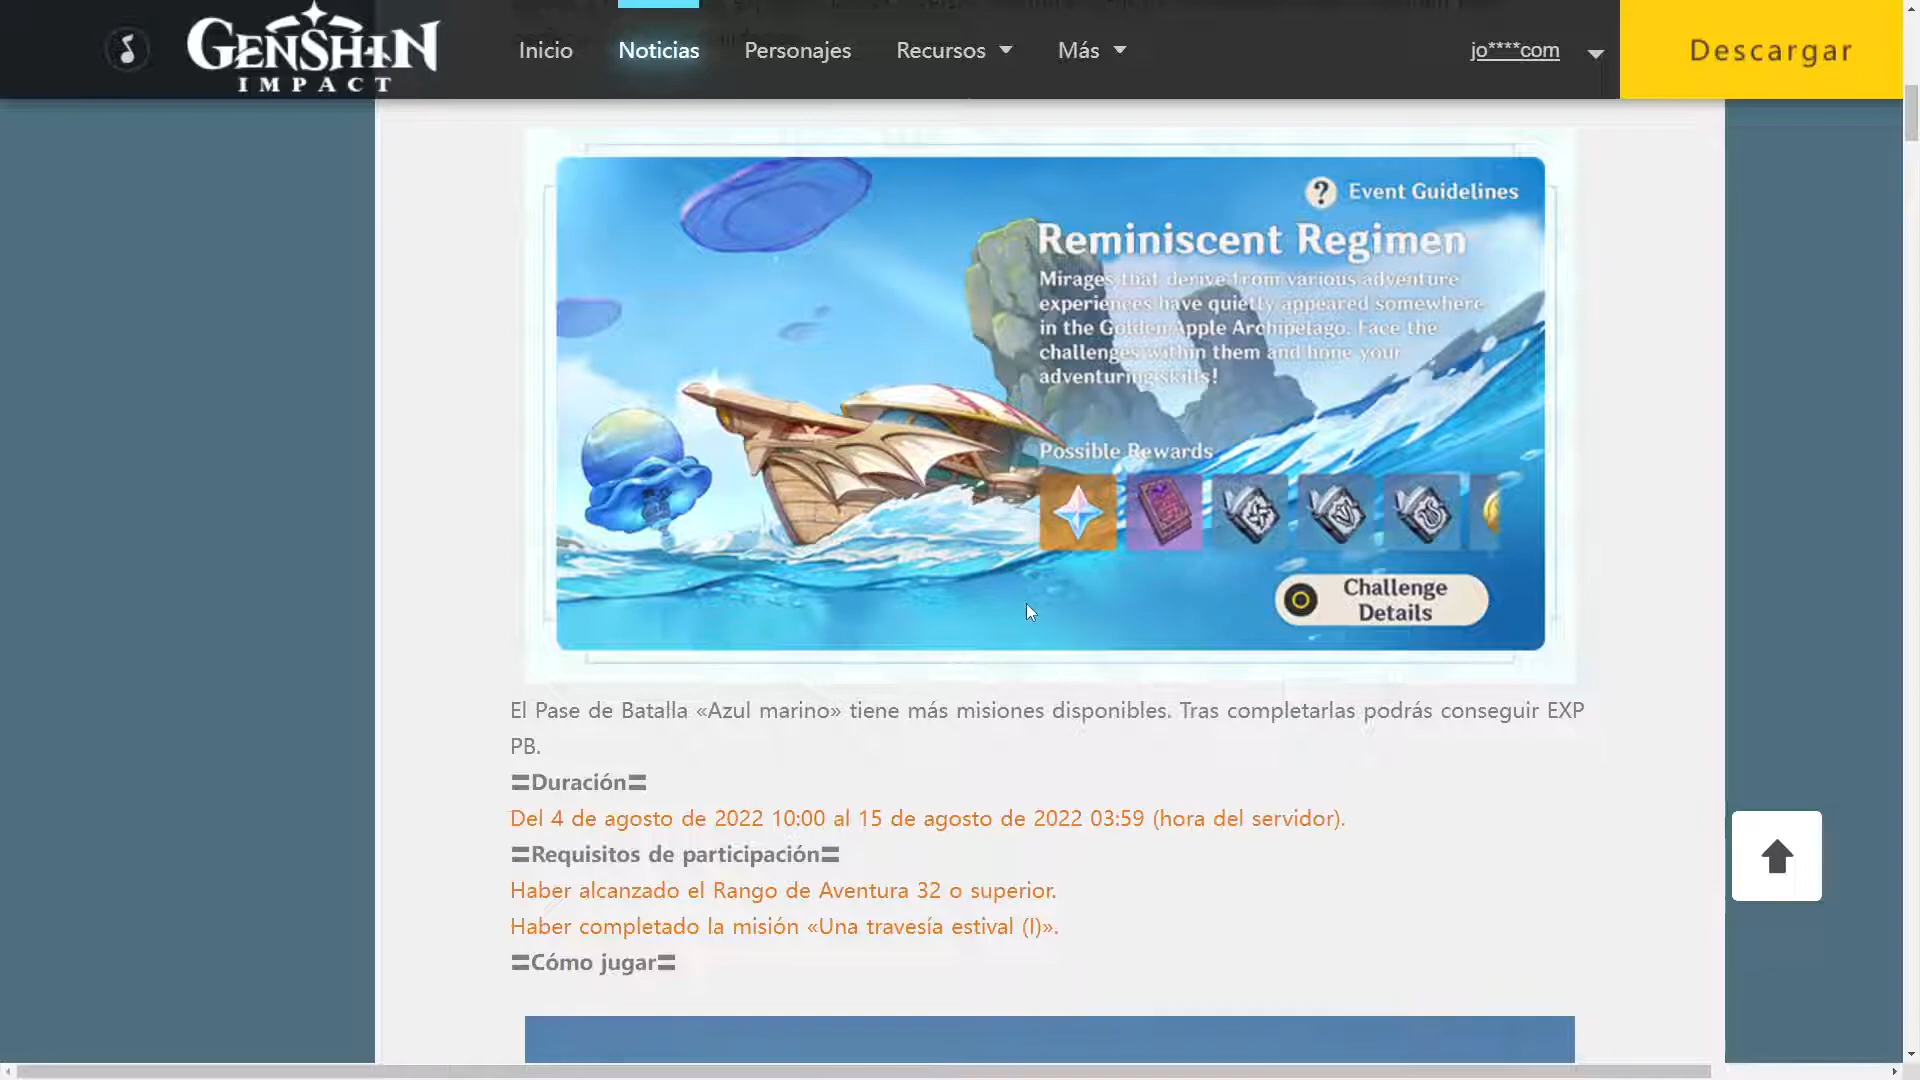 GENSHIN
IMPACT
Inicio
Noticias
Personajes
Recursos
Más
jo****com
Descargar
? Event Guidelines
Reminiscent Regimen
Mirages that derive from various adventure
experiences have quietly appeared somewhere
in the Golden Apple Archipelago. Face the
challenges within them and hone your
adventuring skills!
Possible Rewards
Challenge
Details
El Pase de Batalla «Azul marino» tiene más misiones disponibles. Tras completarlas podrás conseguir EXP
PB.
〓Duración〓
Del 4 de agosto de 2022 10:00 al 15 de agosto de 2022 03:59 (hora del servidor).
〓Requisitos de participación〓
Haber alcanzado el Rango de Aventura 32 o superior.
Haber completado la misión «Una travesía estival (I)».
〓Cómo jugar〓